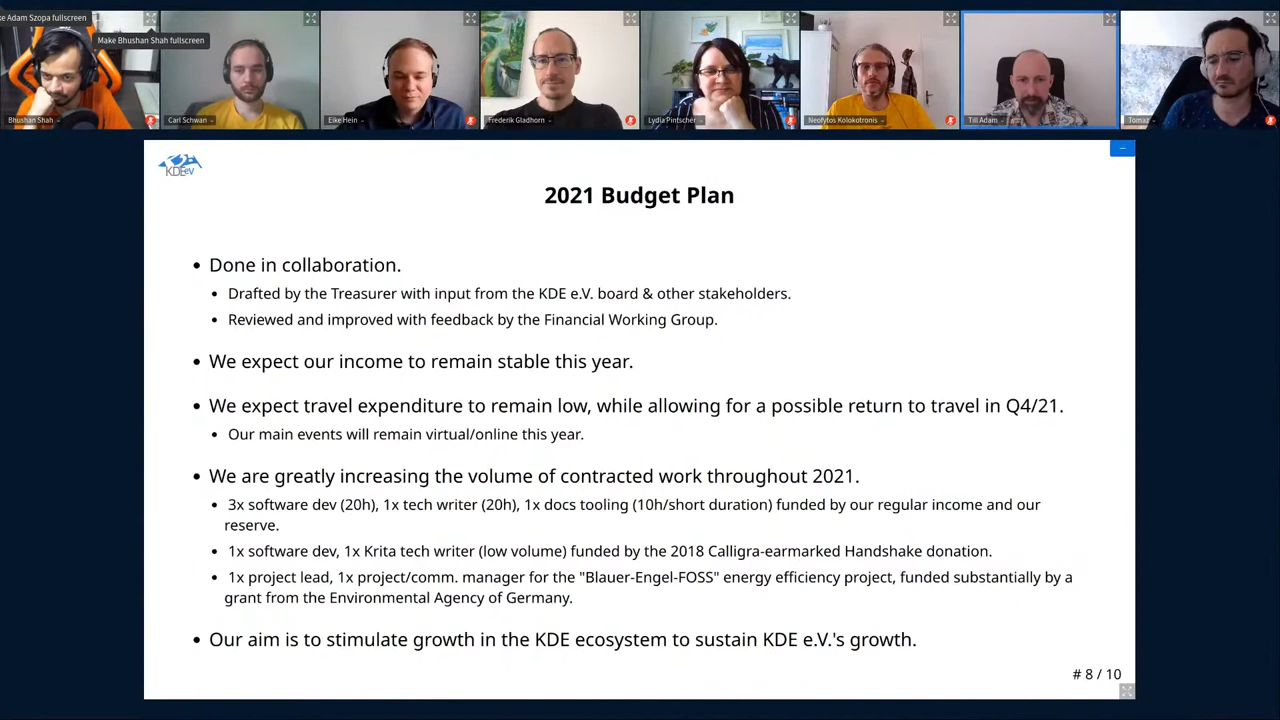 ke Adam Szopa fullscreen
Make Bhushan Shah fullscreen
Bhushan Shah
Carl Schwan
Eike Hein
Frederik Gladhorn
Lydia Pintscher
Neofytos Kolokotronis
Till Adam
Tomaz
KDE eV
2021 Budget Plan
• Done in collaboration.
• Drafted by the Treasurer with input from the KDE e.V. board & other stakeholders.
• Reviewed and improved with feedback by the Financial Working Group.
• We expect our income to remain stable this year.
• We expect travel expenditure to remain low, while allowing for a possible return to travel in Q4/21.
• Our main events will remain virtual/online this year.
• We are greatly increasing the volume of contracted work throughout 2021.
• 3x software dev (20h), 1x tech writer (20h), 1x docs tooling (10h/short duration) funded by our regular income and our
reserve.
• 1x software dev, 1x Krita tech writer (low volume) funded by the 2018 Calligra-earmarked Handshake donation.
• 1x project lead, 1x project/comm. manager for the "Blauer-Engel-FOSS" energy efficiency project, funded substantially by a
grant from the Environmental Agency of Germany.
• Our aim is to stimulate growth in the KDE ecosystem to sustain KDE e.V.'s growth.
# 8 / 10